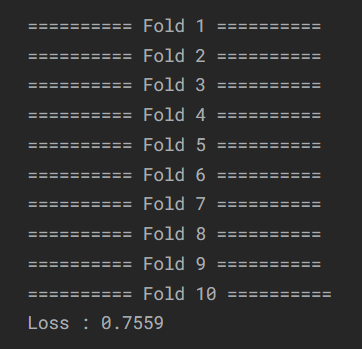 ========== Fold 1 ==========
========== Fold 2 ==========
========== Fold 3 ==========
========== Fold 4 ==========
========== Fold 5 ==========
========== Fold 6 ==========
========== Fold 7 ==========
========== Fold 8 ==========
========== Fold 9 ==========
========== Fold 10 ==========
Loss : 0.7559